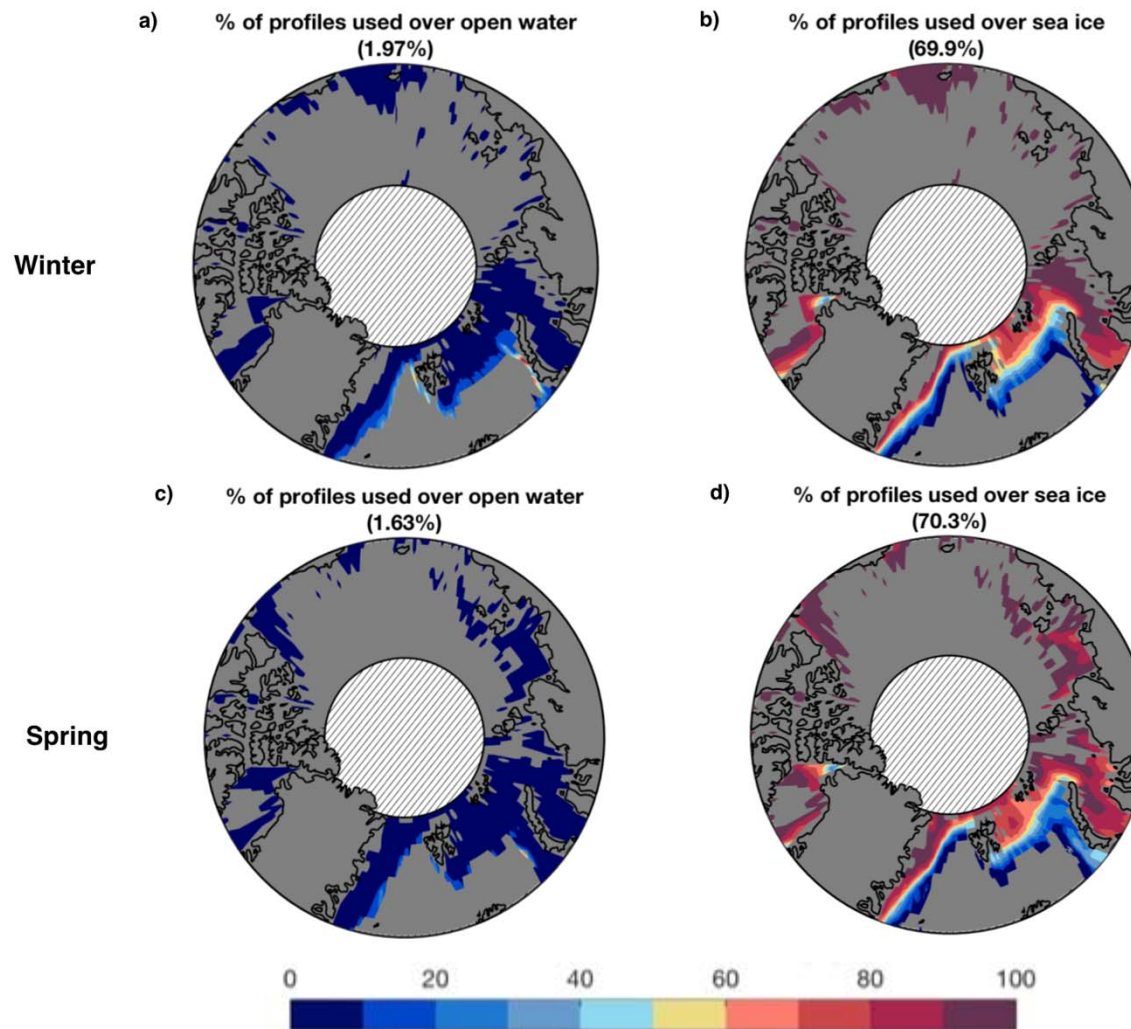 a)
% of profiles used over open water
(1.97%)
b)
% of profiles used over sea ice
(69.9%)
Winter
c)
% of profiles used over open water
(1.63%)
d)
% of profiles used over sea ice
(70.3%)
Spring
0 20 40 60 80 100